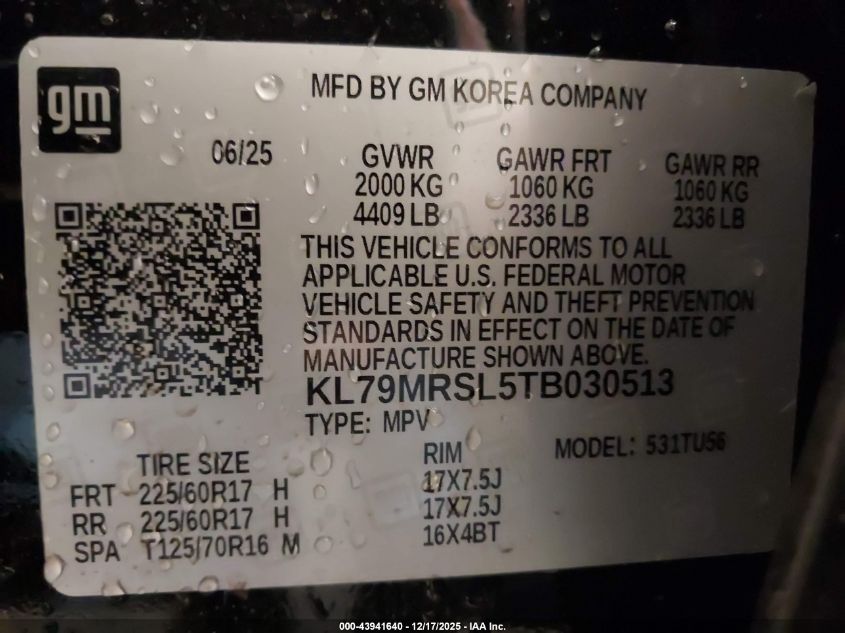 gm
MFD BY GM KOREA COMPANY
06/25
GVWR GAWR FRT GAWR RR
2000 KG 1060 KG 1060 KG
4409 LB 2336 LB 2336 LB
THIS VEHICLE CONFORMS TO ALL
APPLICABLE U.S. FEDERAL MOTOR
VEHICLE SAFETY AND THEFT PREVENTION
STANDARDS IN EFFECT ON THE DATE OF
MANUFACTURE SHOWN ABOVE.
KL79MRSL5TB030513
TYPE: MPV
MODEL: 531TU56
TIRE SIZE RIM
FRT 225/60R17 H 17X7.5J
RR 225/60R17 H 17X7.5J
SPA T125/70R16 M 16X4BT
000-43941640 - 12/17/2025 - IAA Inc.